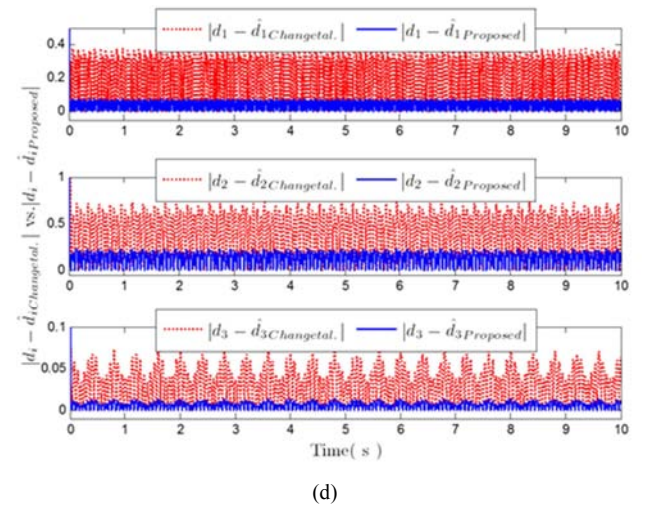 |d₁ − d̂₁Changetal.| |d₁ − d̂₁Proposed|
0.4
0.2
0
0 1 2 3 4 5 6 7 8 9 10
|dᵢ − d̂ᵢChangetal.| vs.|dᵢ − d̂ᵢProposed|
|d₂ − d̂₂Changetal.| |d₂ − d̂₂Proposed|
1
0.5
0
0 1 2 3 4 5 6 7 8 9 10
|d₃ − d̂₃Changetal.| |d₃ − d̂₃Proposed|
0.1
0.05
0
0 1 2 3 4 5 6 7 8 9 10
Time( s )
(d)